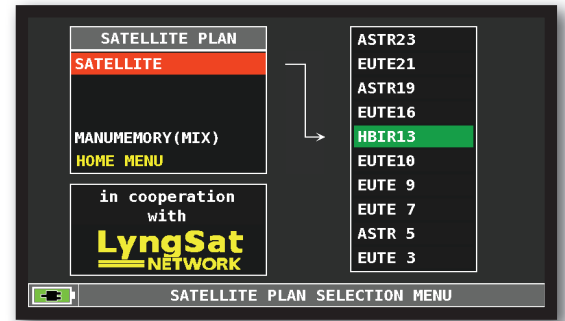 SATELLITE PLAN
SATELLITE
MANUMEMORY(MIX)
HOME MENU
in cooperation
with
LyngSat
NETWORK
ASTR23
EUTE21
ASTR19
EUTE16
HBIR13
EUTE10
EUTE 9
EUTE 7
ASTR 5
EUTE 3
SATELLITE PLAN SELECTION MENU